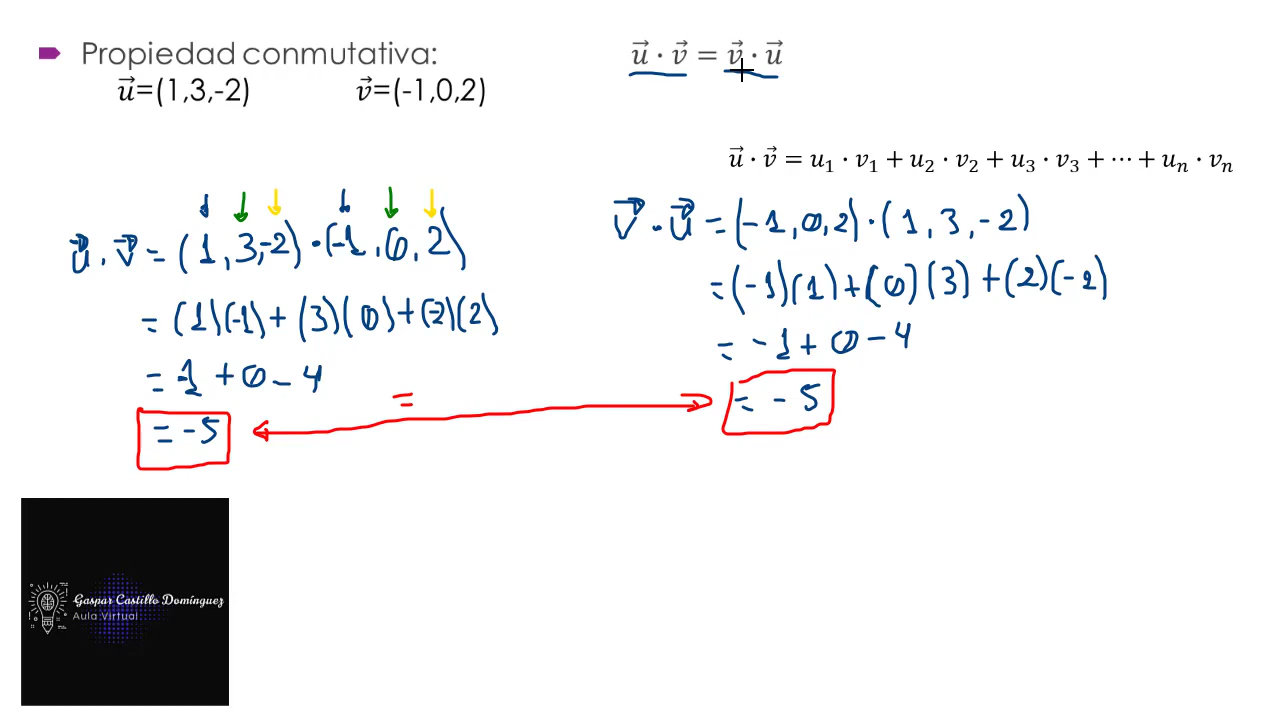 Propiedad conmutativa:
u⃗ · v⃗ = v⃗ · u⃗
u⃗=(1,3,-2) v⃗=(-1,0,2)
u⃗ · v⃗ = u₁ · v₁ + u₂ · v₂ + u₃ · v₃ + ⋯ + uₙ · vₙ
u⃗ . v⃗ = (1, 3, -2) · (-1, 0, 2)
= (1)(-1) + (3)(0) + (-2)(2)
= -1 + 0 - 4
= -5
=
v⃗ . u⃗ = (-1, 0, 2) · (1, 3, -2)
= (-1)(1) + (0)(3) + (2)(-2)
= -1 + 0 - 4
= -5
Gaspar Castillo Domínguez
Aula Virtual